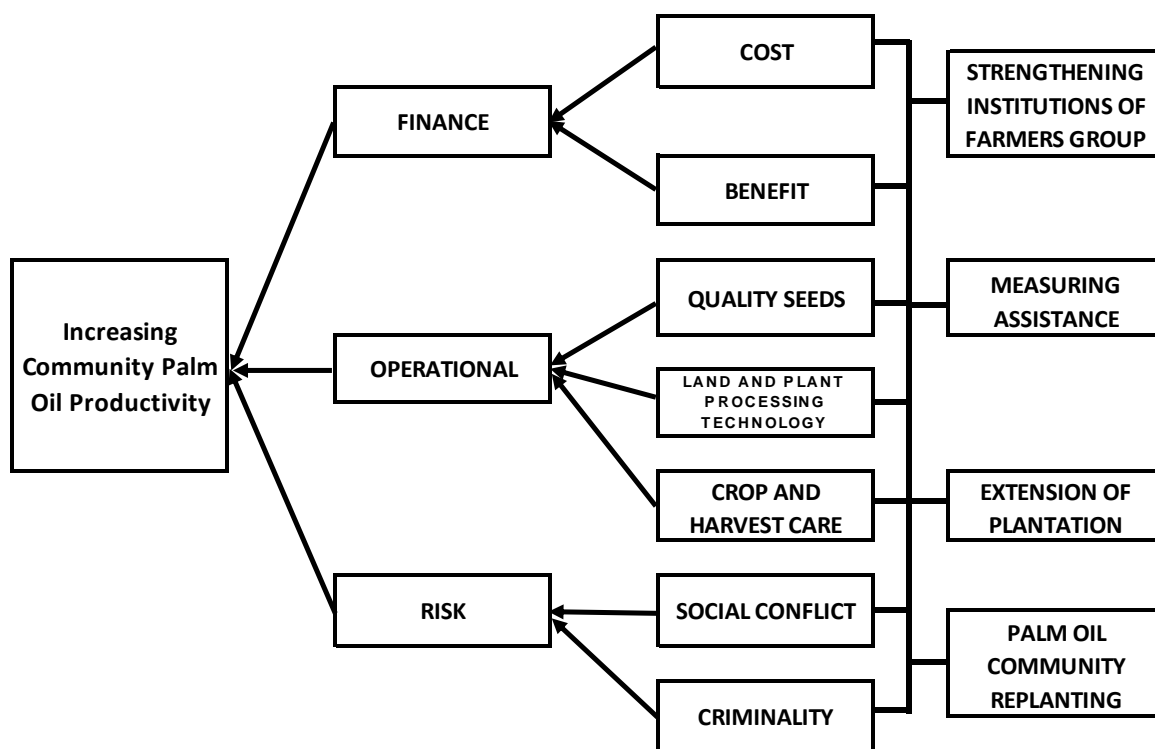 Increasing
Community Palm
Oil Productivity
FINANCE
OPERATIONAL
RISK
COST
BENEFIT
QUALITY SEEDS
LAND AND PLANT
PROCESSING
TECHNOLOGY
CROP AND
HARVEST CARE
SOCIAL CONFLICT
CRIMINALITY
STRENGTHENING
INSTITUTIONS OF
FARMERS GROUP
MEASURING
ASSISTANCE
EXTENSION OF
PLANTATION
PALM OIL
COMMUNITY
REPLANTING